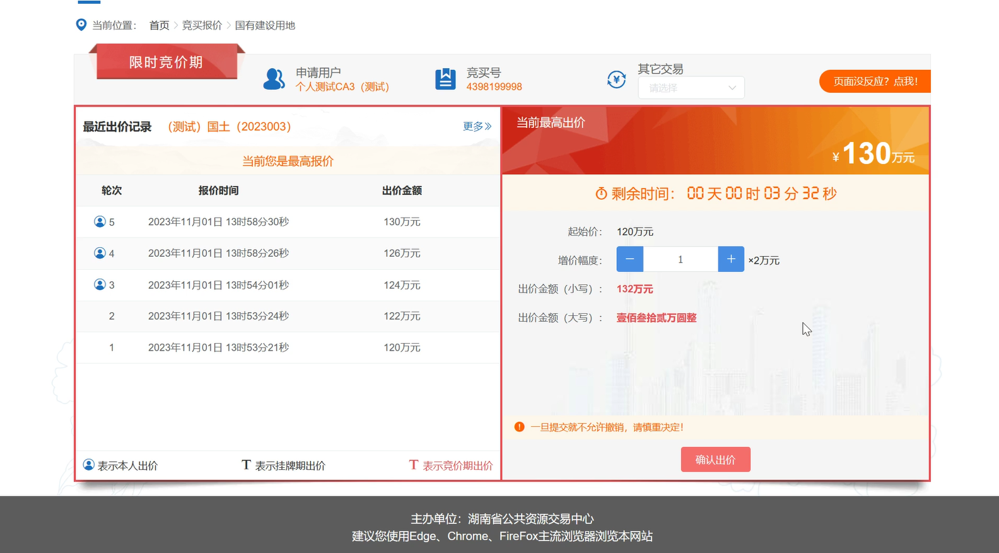 当前位置： 首页 > 竞买报价 > 国有建设用地
限时竞价期
申请用户
个人测试CA3（测试）
竞买号
4398199998
其它交易
请选择
页面没反应？点我！
最近出价记录 （测试）国土（2023003） 更多»
当前您是最高报价
轮次 报价时间 出价金额
5 2023年11月01日 13时58分30秒 130万元
4 2023年11月01日 13时58分26秒 126万元
3 2023年11月01日 13时54分01秒 124万元
2 2023年11月01日 13时53分24秒 122万元
1 2023年11月01日 13时53分21秒 120万元
表示本人出价 T 表示挂牌期出价 T 表示竞价期出价
当前最高出价
¥130万元
剩余时间： 00 天 00 时 03 分 32 秒
起始价： 120万元
增价幅度： − 1 + ×2万元
出价金额（小写）： 132万元
出价金额（大写）： 壹佰叁拾贰万圆整
一旦提交就不允许撤销，请慎重决定！
确认出价
主办单位：湖南省公共资源交易中心
建议您使用Edge、Chrome、FireFox主流浏览器浏览本网站